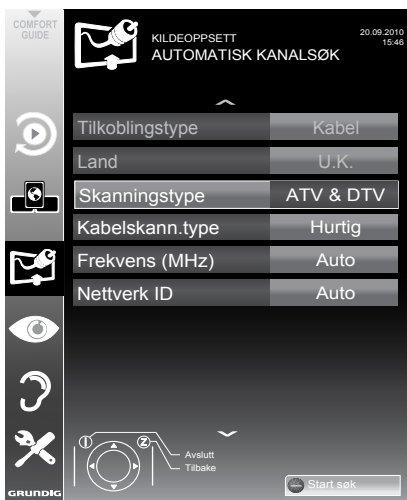 COMFORT
GUIDE
KILDEOPPSETT
20.09.2010
15:46
AUTOMATISK KANALSØK
Tilkoblingstype Kabel
Land U.K.
Skanningstype ATV & DTV
Kabelskann.type Hurtig
Frekvens (MHz) Auto
Nettverk ID Auto
Z
Avslutt
Tilbake
Start søk
GRUNDIG